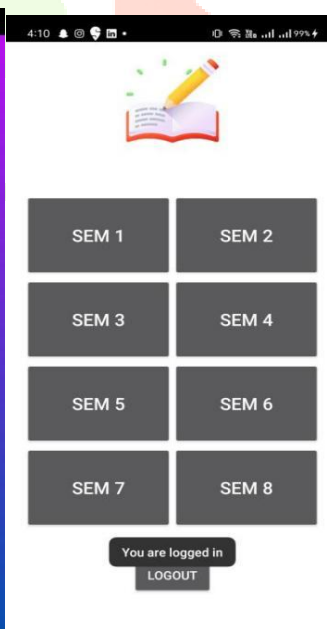 4:10
99%
SEM 1 SEM 2
SEM 3 SEM 4
SEM 5 SEM 6
SEM 7 SEM 8
You are logged in
LOGOUT